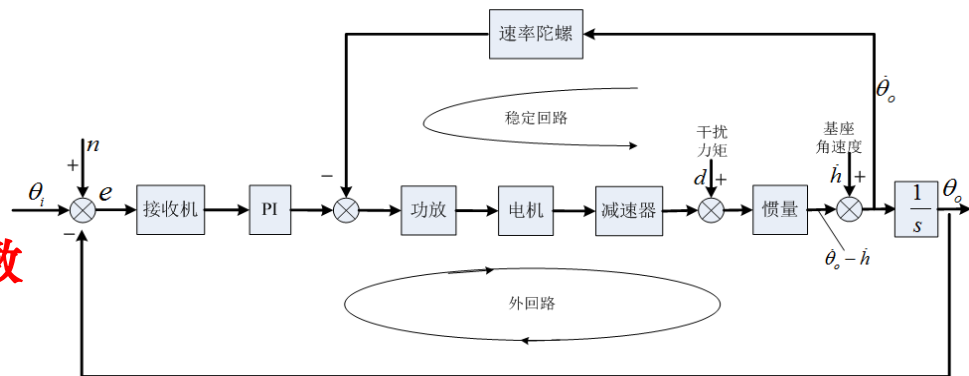 速率陀螺
θ̇ₒ
稳定回路
干扰
力矩
基座
角速度
n
+
−
d
+
ḣ
+
θᵢ
e
接收机
PI
功放
电机
减速器
惯量
1/s
θₒ
−
θ̇ₒ − ḣ
数
外回路